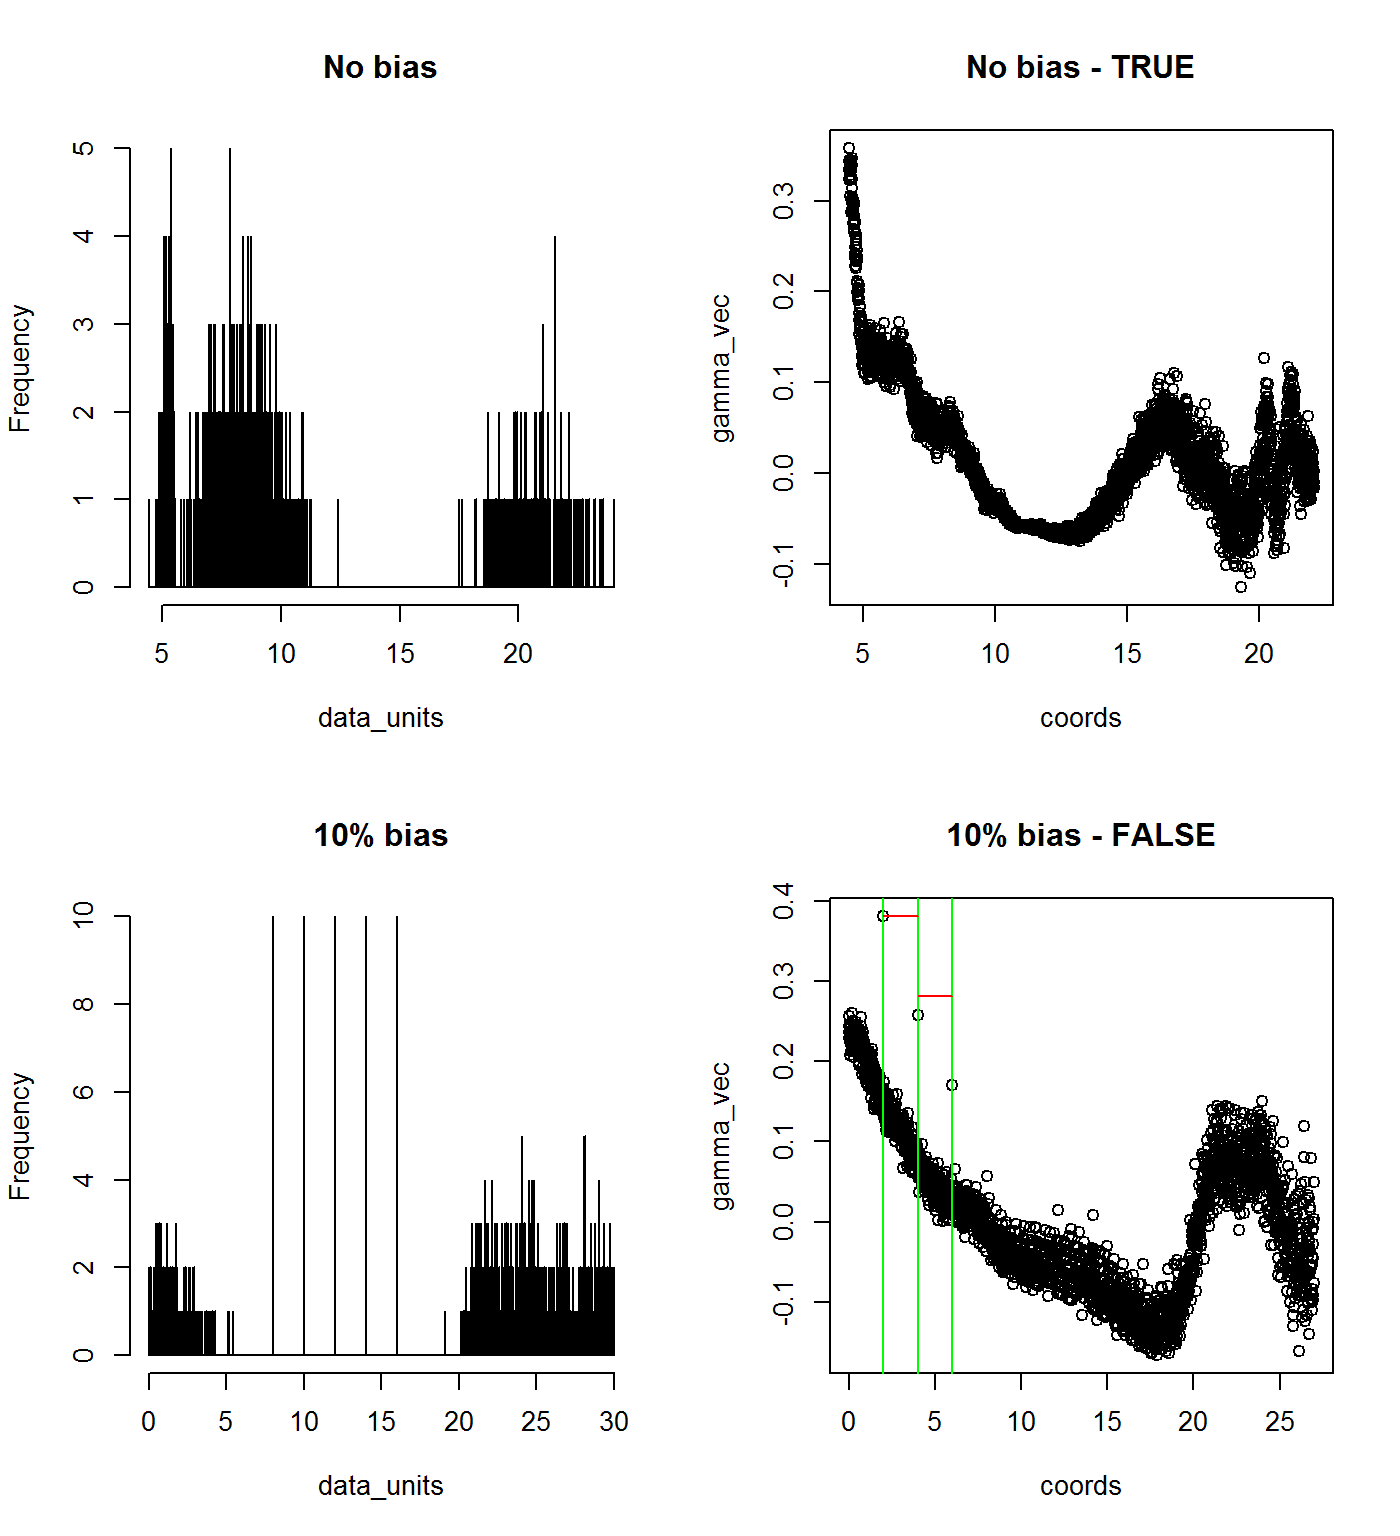 No bias
Frequency
5
4
3
2
1
0
5 10 15 20
data_units
No bias - TRUE
gamma_vec
0.3
0.2
0.1
0.0
-0.1
5 10 15 20
coords
10% bias
Frequency
10
8
6
4
2
0
0 5 10 15 20 25 30
data_units
10% bias - FALSE
gamma_vec
0.4
0.3
0.2
0.1
0.0
-0.1
0 5 10 15 20 25
coords